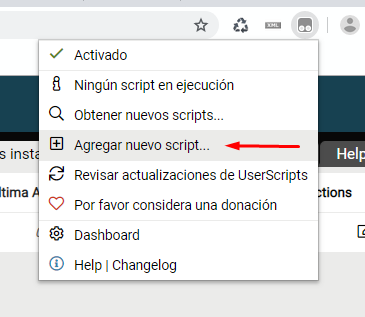 XML
Activado
Ningún script en ejecución
Obtener nuevos scripts...
Agregar nuevo script...
s insta
Help
Revisar actualizaciones de UserScripts
ltima A
ctions
Por favor considera una donación
Dashboard
Help | Changelog